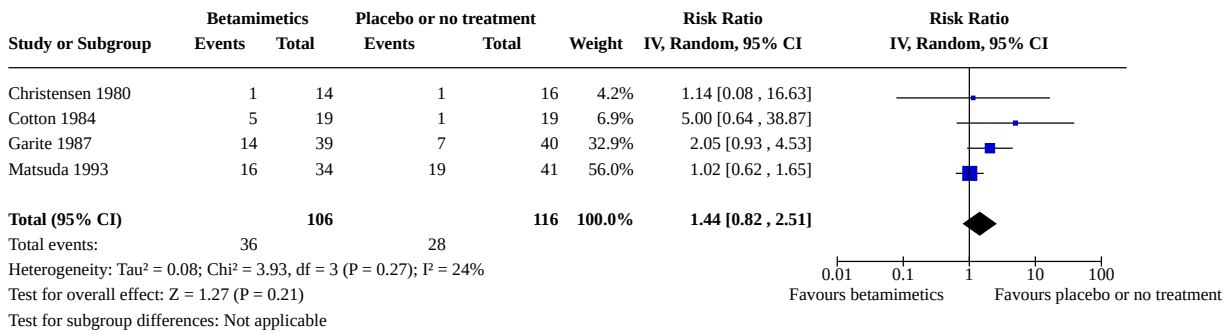 Betamimetics Placebo or no treatment Risk Ratio Risk Ratio
Study or Subgroup Events Total Events Total Weight IV, Random, 95% CI IV, Random, 95% CI
Christensen 1980 1 14 1 16 4.2% 1.14 [0.08 , 16.63]
Cotton 1984 5 19 1 19 6.9% 5.00 [0.64 , 38.87]
Garite 1987 14 39 7 40 32.9% 2.05 [0.93 , 4.53]
Matsuda 1993 16 34 19 41 56.0% 1.02 [0.62 , 1.65]
Total (95% CI) 106 116 100.0% 1.44 [0.82 , 2.51]
Total events: 36 28
Heterogeneity: Tau² = 0.08; Chi² = 3.93, df = 3 (P = 0.27); I² = 24%
0.01 0.1 1 10 100
Test for overall effect: Z = 1.27 (P = 0.21)
Favours betamimetics Favours placebo or no treatment
Test for subgroup differences: Not applicable